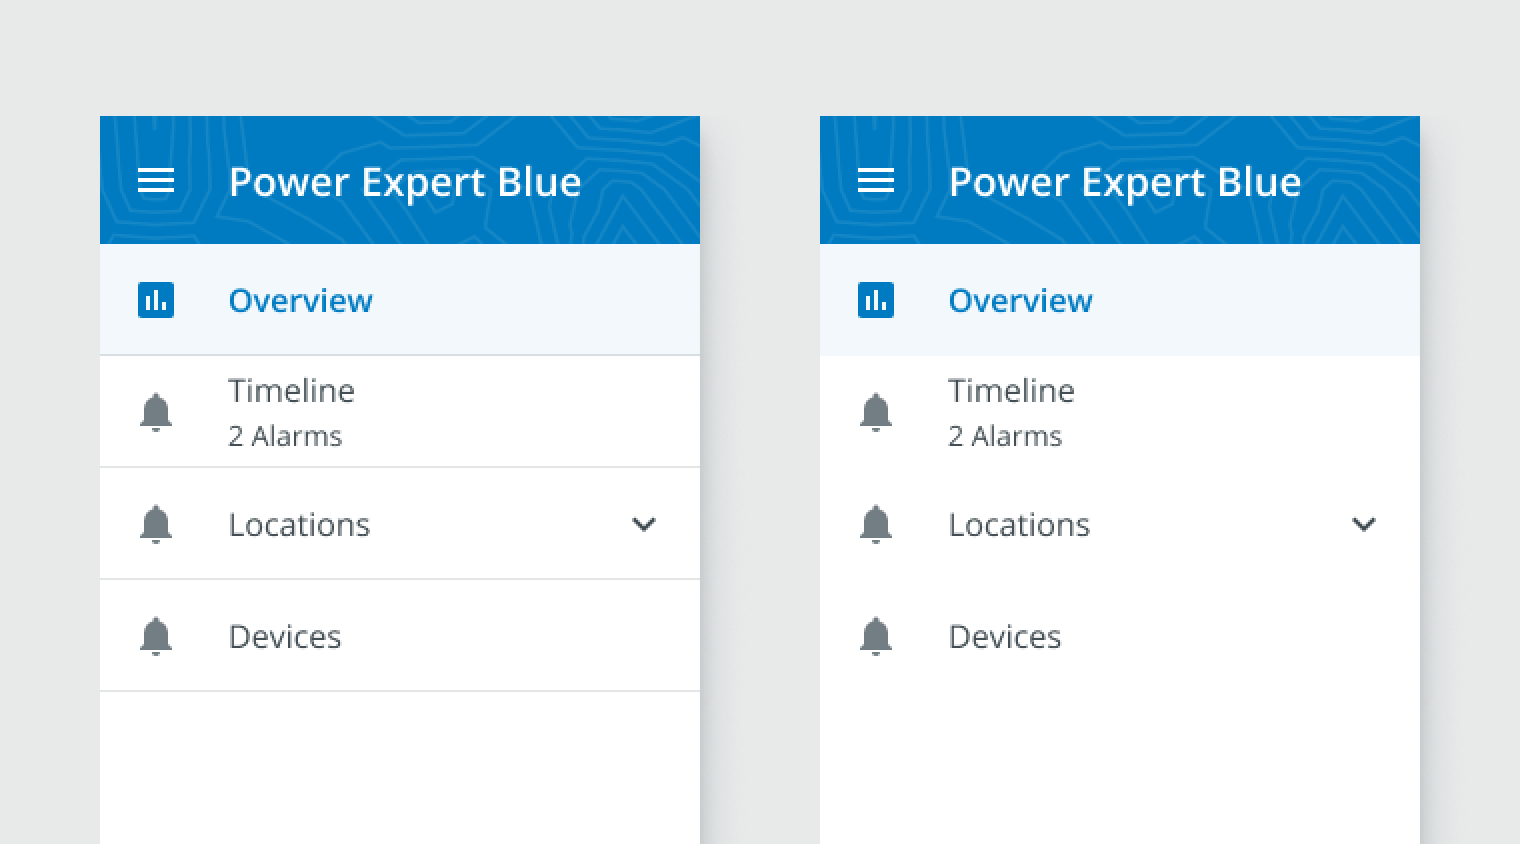 Power Expert Blue
Overview
Timeline
2 Alarms
Locations
Devices
Power Expert Blue
Overview
Timeline
2 Alarms
Locations
Devices